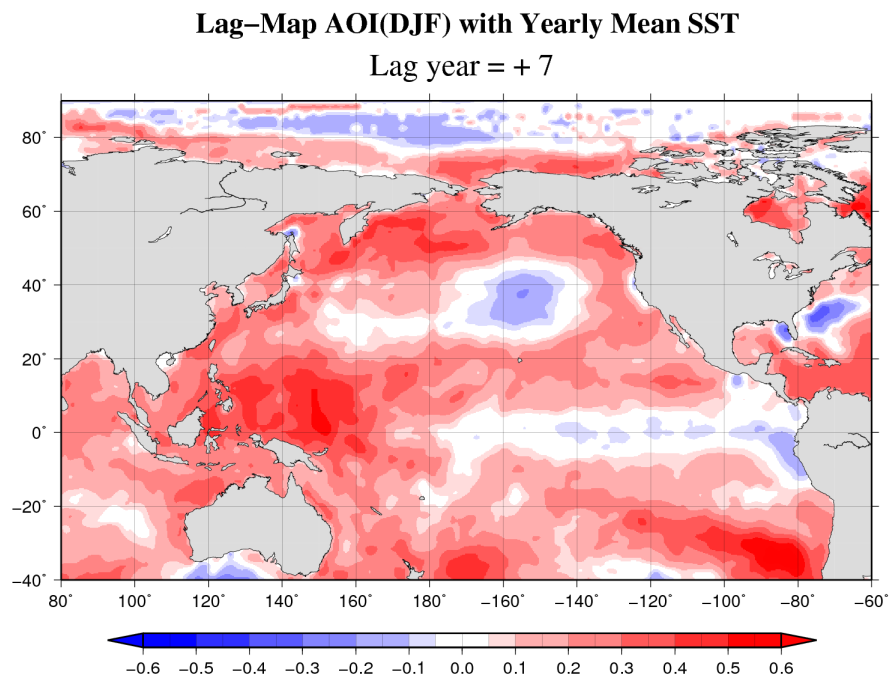 Lag−Map AOI(DJF) with Yearly Mean SST
Lag year = + 7
80˚
60˚
40˚
20˚
0˚
−20˚
−40˚
80 100 120 140 160 180 −160˚ −140˚ −120˚ −100˚ −80˚ −60˚
−0.6 −0.5 −0.4 −0.3 −0.2 −0.1 0.0 0.1 0.2 0.3 0.4 0.5 0.6